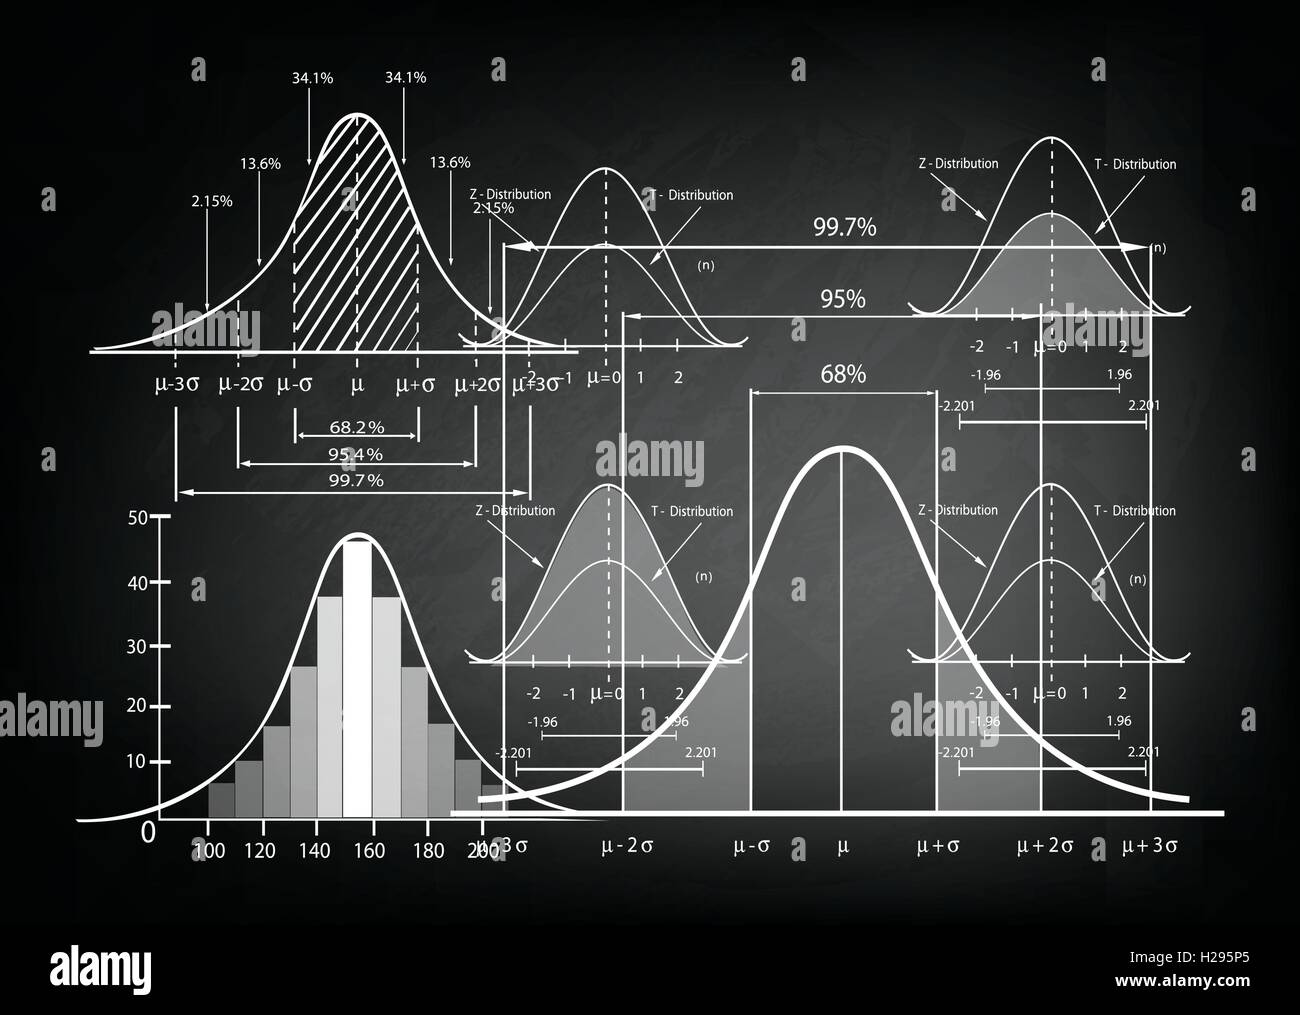 34.1% 34.1%
13.6% 13.6%
2.15% 2.15%
μ-3σ μ-2σ μ-σ μ μ+σ μ+2σ μ+3σ
68.2%
95.4%
99.7%
Z - Distribution T - Distribution
(n)
-2 -1 μ=0 1 2
Z - Distribution T - Distribution
(n)
-2 -1 μ=0 1 2
-1.96 1.96
-2.201 2.201
99.7%
95%
68%
50
40
30
20
10
0
100 120 140 160 180 200
Z - Distribution T - Distribution
(n)
-2 -1 μ=0 1 2
-1.96 1.96
-2.201 2.201
Z - Distribution T - Distribution
(n)
-2 -1 μ=0 1 2
-1.96 1.96
-2.201 2.201
μ-3σ μ-2σ μ-σ μ μ+σ μ+2σ μ+3σ
a a a a
a a
a a
a a a a
alamy alamy a
alamy
Image ID: H295P5
www.alamy.com